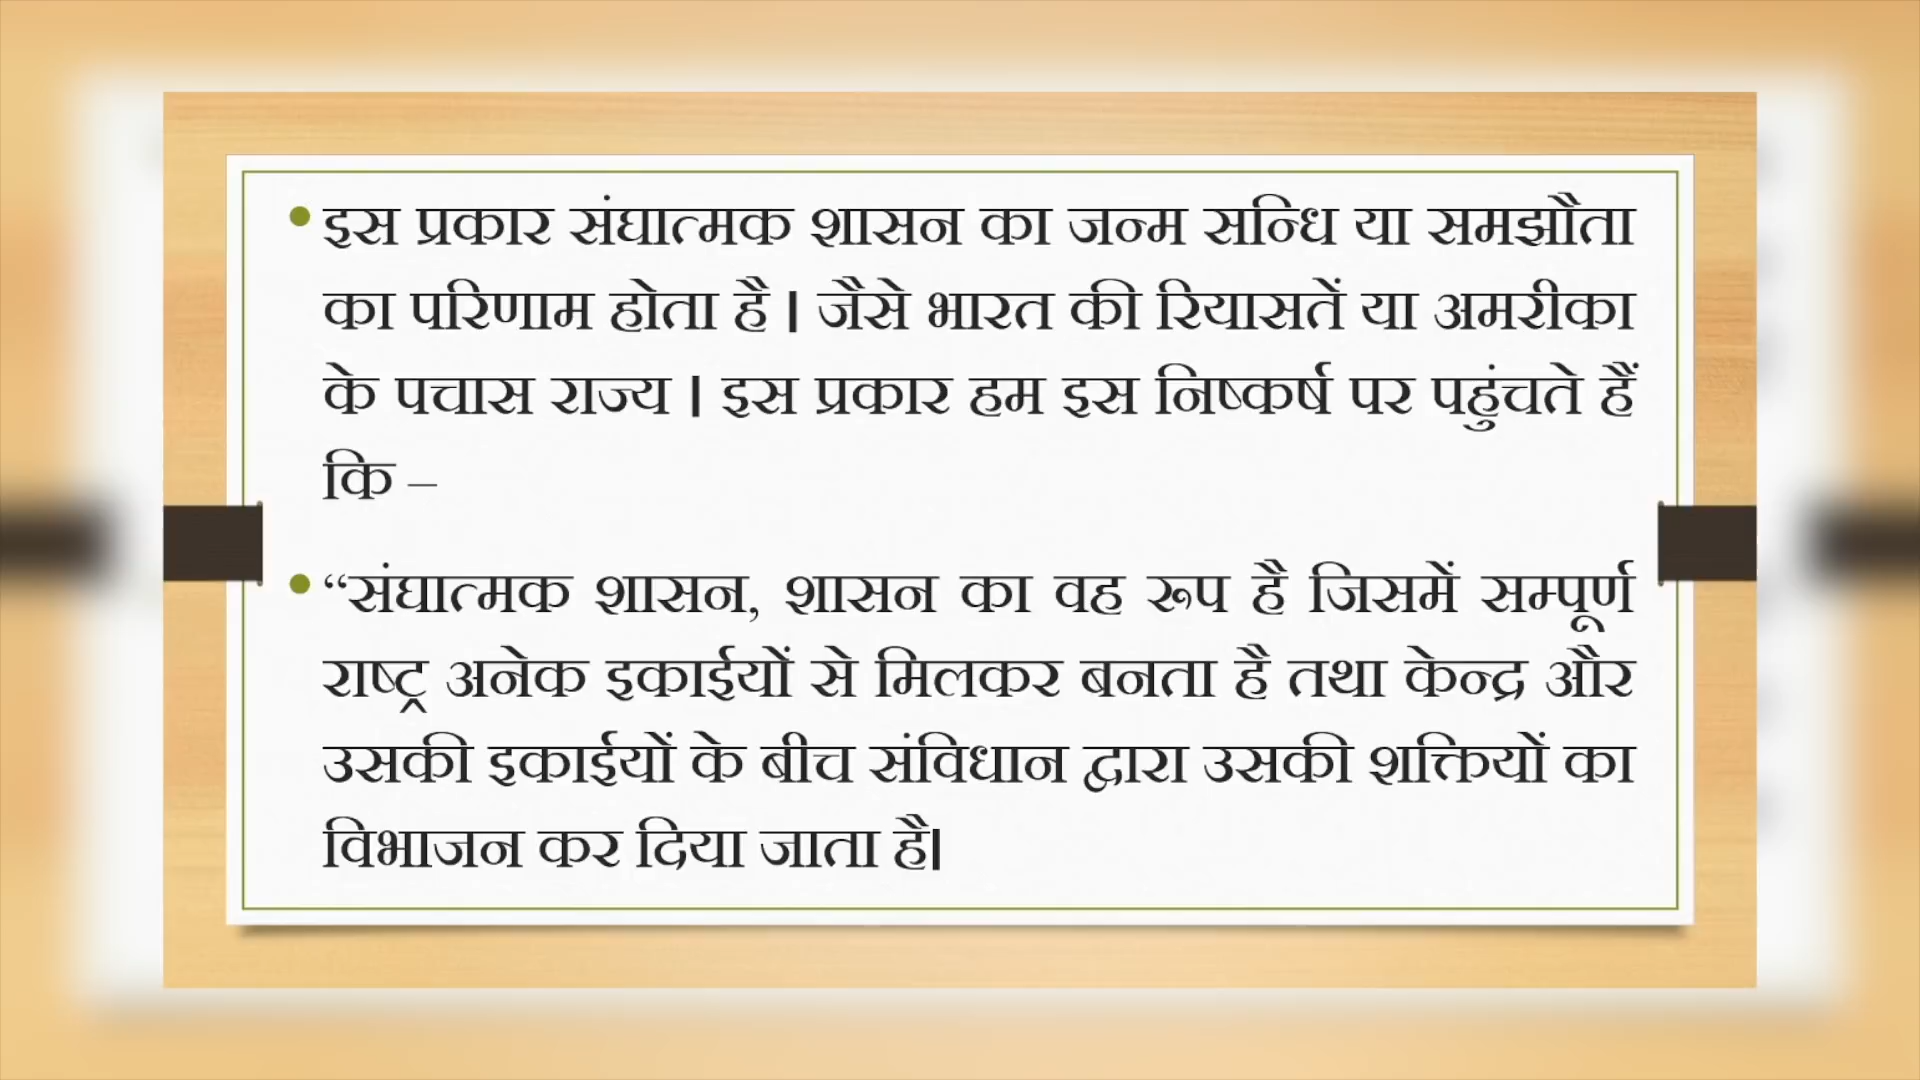 • इस प्रकार संघात्मक शासन का जन्म सन्धि या समझौता
का परिणाम होता है । जैसे भारत की रियासतें या अमरीका
के पचास राज्य । इस प्रकार हम इस निष्कर्ष पर पहुंचते हैं
कि –
• “संघात्मक शासन, शासन का वह रूप है जिसमें सम्पूर्ण
राष्ट्र अनेक इकाईयों से मिलकर बनता है तथा केन्द्र और
उसकी इकाईयों के बीच संविधान द्वारा उसकी शक्तियों का
विभाजन कर दिया जाता है।